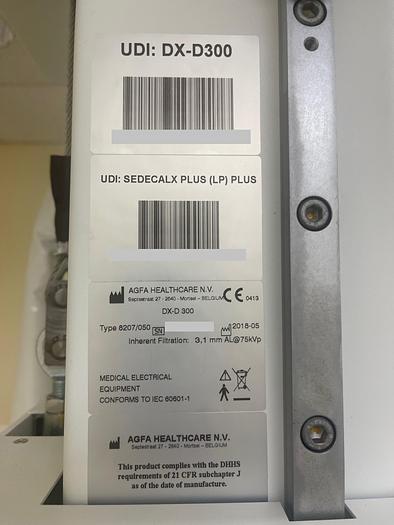 UDI: DX-D300
UDI: SEDECALX PLUS (LP) PLUS
AGFA HEALTHCARE N.V.
Septestraat 27 - 2640 - Mortsel - BELGIUM CE 0413
DX-D 300
Type 8207/050 SN 2018-05
Inherent Filtration: 3,1 mm AL@75kVp
MEDICAL ELECTRICAL
EQUIPMENT
CONFORMS TO IEC 60601-1
AGFA HEALTHCARE N.V.
Septestraat 27 - 2640 - Mortsel - BELGIUM
This product complies with the DHHS
requirements of 21 CFR subchapter J
as of the date of manufacture.